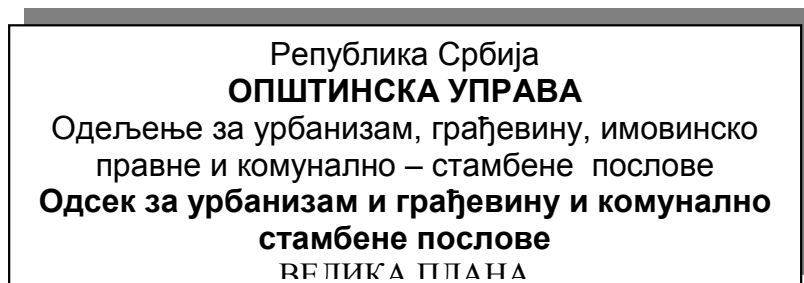 Република Србија
ОПШТИНСКА УПРАВА
Одељење за урбанизам, грађевину, имовинско
правне и комунално – стамбене послове
Одсек за урбанизам и грађевину и комунално
стамбене послове
ВЕЛИКА ПЛАНА